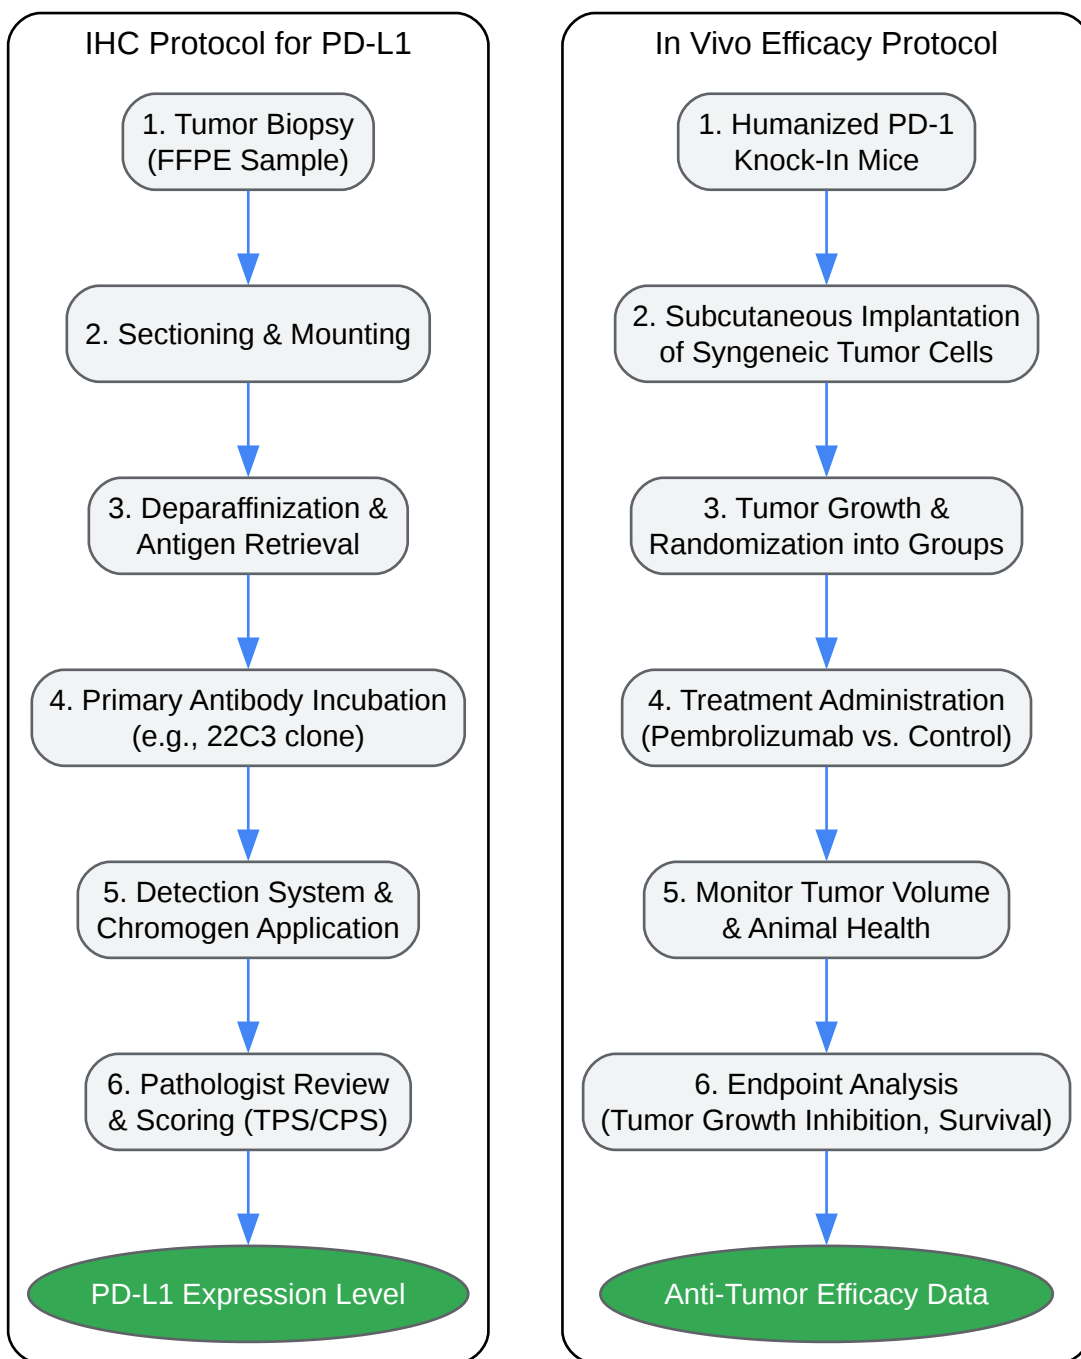 IHC Protocol for PD-L1
1. Tumor Biopsy
(FFPE Sample)
2. Sectioning & Mounting
3. Deparaffinization &
Antigen Retrieval
4. Primary Antibody Incubation
(e.g., 22C3 clone)
5. Detection System &
Chromogen Application
6. Pathologist Review
& Scoring (TPS/CPS)
PD-L1 Expression Level
In Vivo Efficacy Protocol
1. Humanized PD-1
Knock-In Mice
2. Subcutaneous Implantation
of Syngeneic Tumor Cells
3. Tumor Growth &
Randomization into Groups
4. Treatment Administration
(Pembrolizumab vs. Control)
5. Monitor Tumor Volume
& Animal Health
6. Endpoint Analysis
(Tumor Growth Inhibition, Survival)
Anti-Tumor Efficacy Data